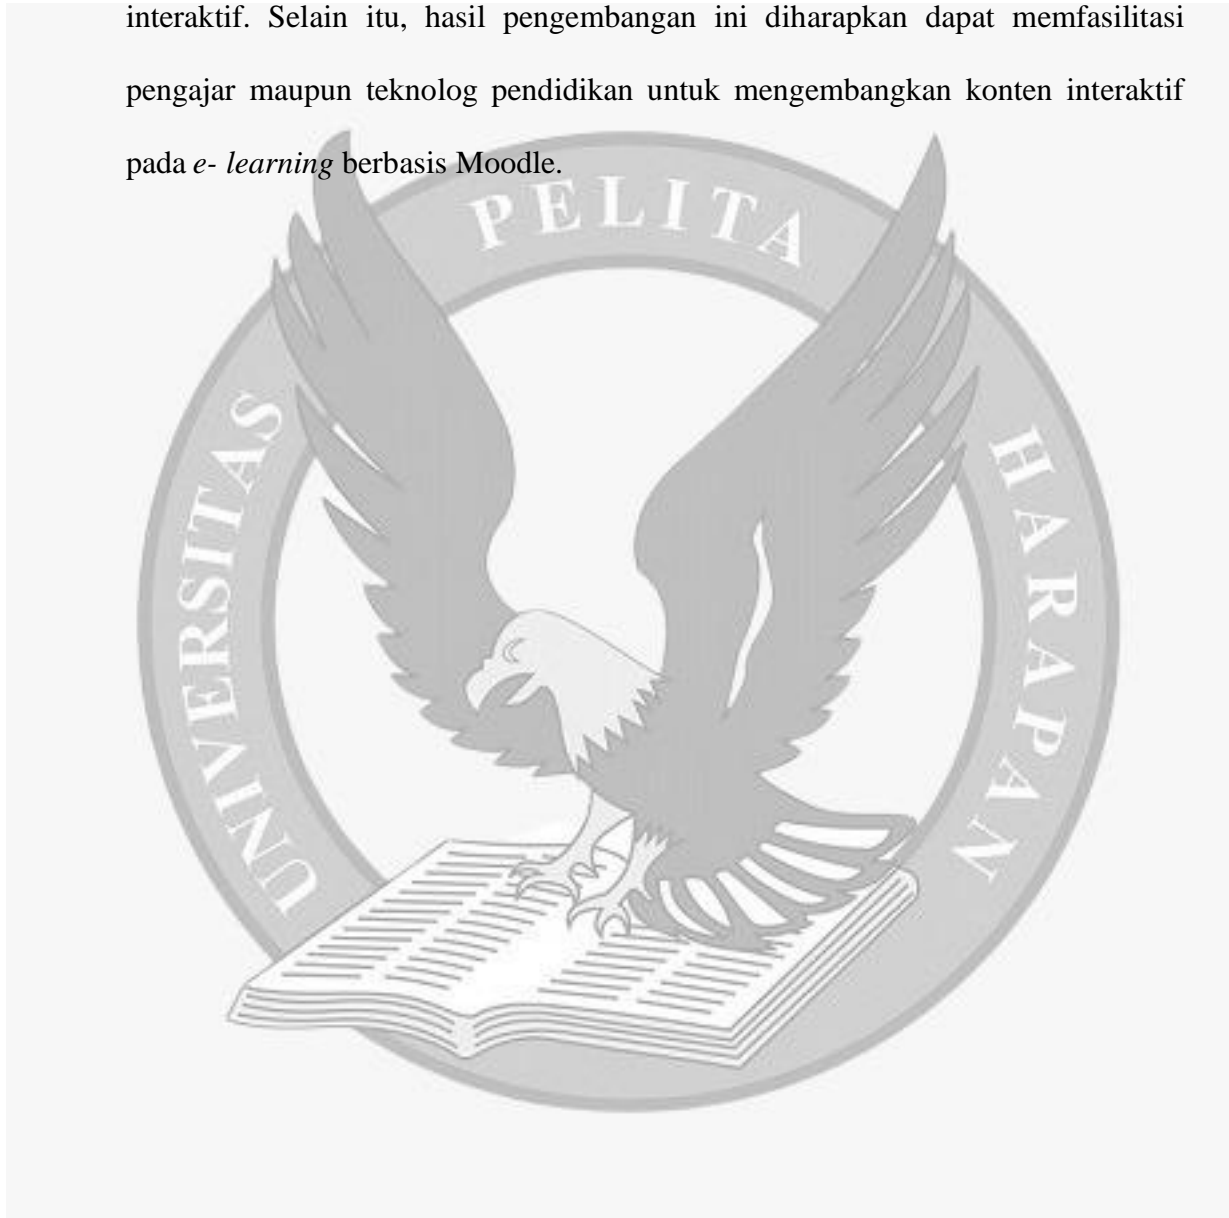 interaktif. Selain itu, hasil pengembangan ini diharapkan dapat memfasilitasi
pengajar maupun teknolog pendidikan untuk mengembangkan konten interaktif
pada e- learning berbasis Moodle.
UNIVERSITAS
PELITA
HARAPAN